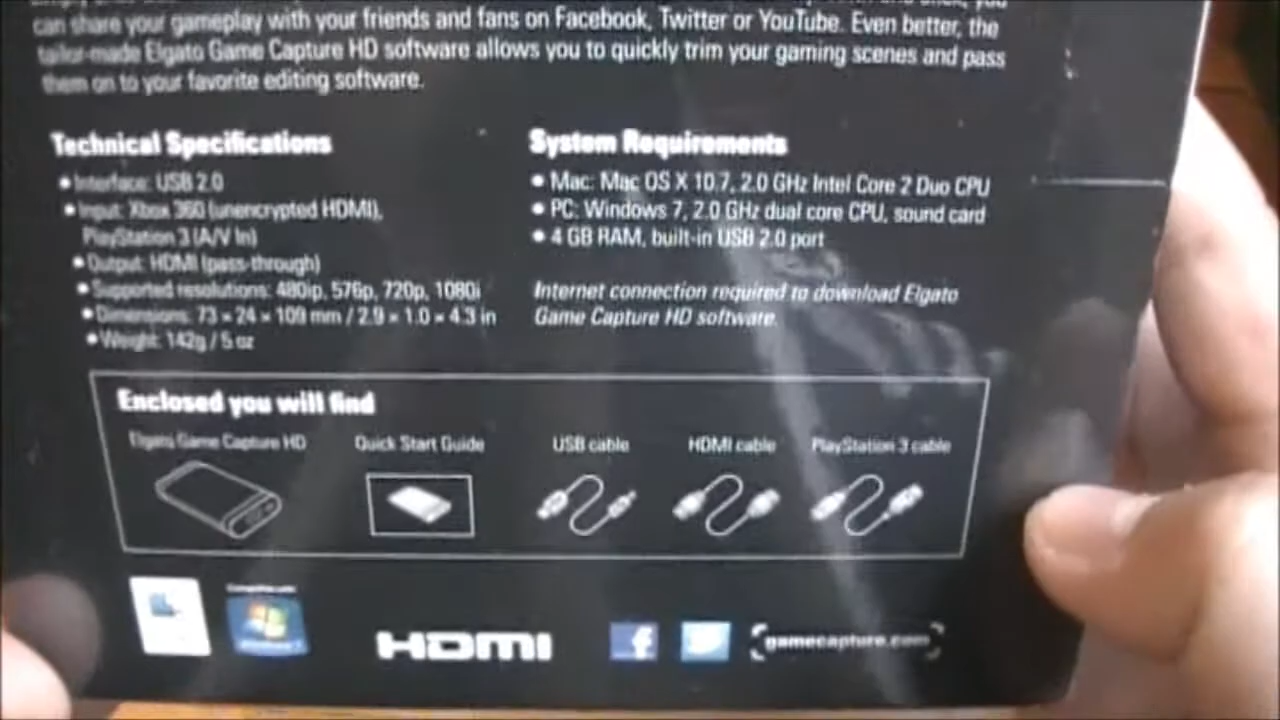 can share your gameplay with your friends and fans on Facebook, Twitter or YouTube. Even better, the
tailor-made Elgato Game Capture HD software allows you to quickly trim your gaming scenes and pass
them on to your favorite editing software.
Technical Specifications
• Interface: USB 2.0
• Input: Xbox 360 (unencrypted HDMI),
PlayStation 3 (A/V In)
• Output: HDMI (pass-through)
• Supported resolutions: 480ip, 576p, 720p, 1080i
• Dimensions: 73 × 24 × 109 mm / 2.9 × 1.0 × 4.3 in
• Weight: 142g / 5 oz
System Requirements
• Mac: Mac OS X 10.7, 2.0 GHz Intel Core 2 Duo CPU
• PC: Windows 7, 2.0 GHz dual core CPU, sound card
• 4 GB RAM, built-in USB 2.0 port
Internet connection required to download Elgato
Game Capture HD software.
Enclosed you will find
Elgato Game Capture HD
Quick Start Guide
USB cable
HDMI cable
PlayStation 3 cable
HDMI
f
gamecapture.com